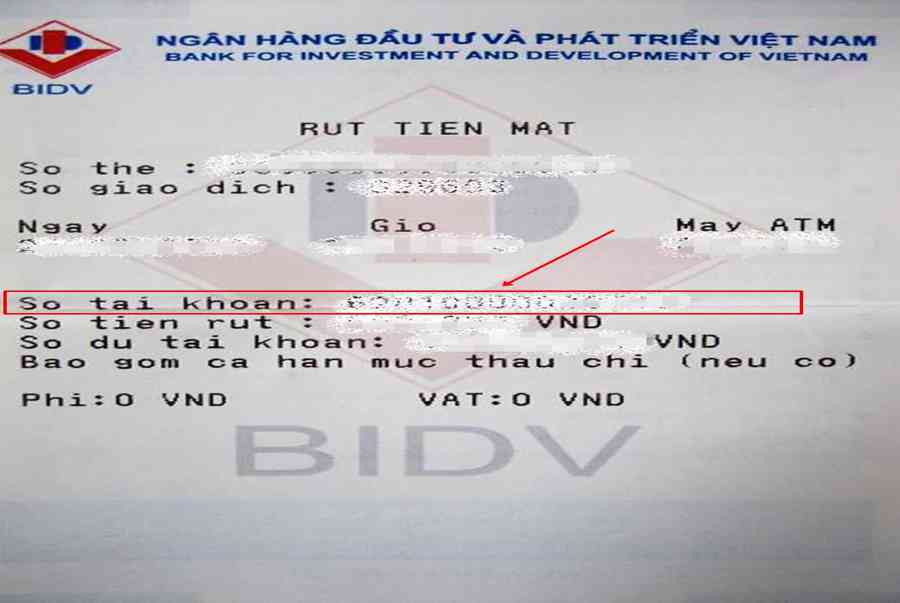 NGÂN HÀNG ĐẦU TƯ VÀ PHÁT TRIỂN VIỆT NAM
BANK FOR INVESTMENT AND DEVELOPMENT OF VIETNAM
BIDV
RUT TIEN MAT
So the :
So giao dich :
Ngay Gio May ATM
So tai khoan:
So tien rut : VND
So du tai khoan: VND
Bao gom ca han muc thau chi (neu co)
Phi:0 VND VAT:0 VND
BIDV